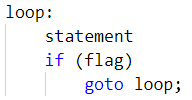 loop:
    statement
    if (flag)
        goto loop;